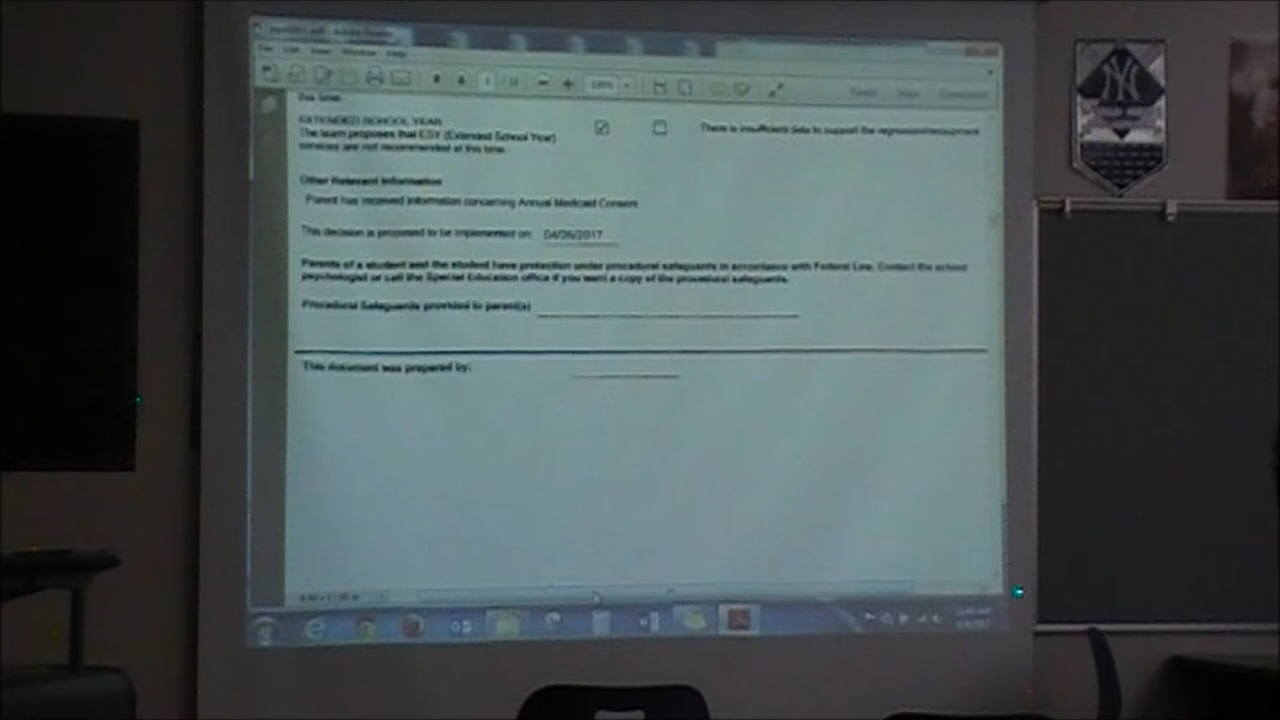 this time.
EXTENDED SCHOOL YEAR
The team proposes that ESY (Extended School Year)
services are not recommended at this time.
There is insufficient data to support the regression/recoupment
Other Relevant Information
Parent has received information concerning Annual Medicaid Consent
This decision is proposed to be implemented on: 04/26/2017
Parents of a student and the student have protection under procedural safeguards in accordance with Federal Law. Contact the school
psychologist or call the Special Education office if you want a copy of the procedural safeguards.
Procedural Safeguards provided to parent(s)
This document was prepared by: